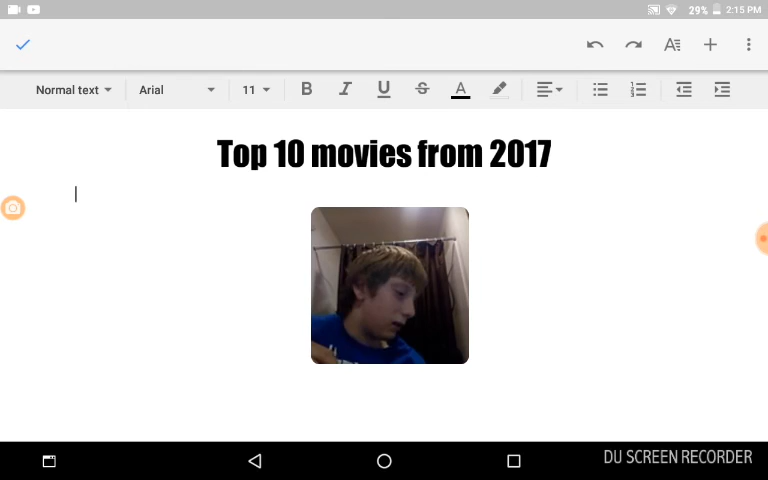 29% 2:15 PM
Normal text Arial 11 B I U S A
Top 10 movies from 2017
DU SCREEN RECORDER